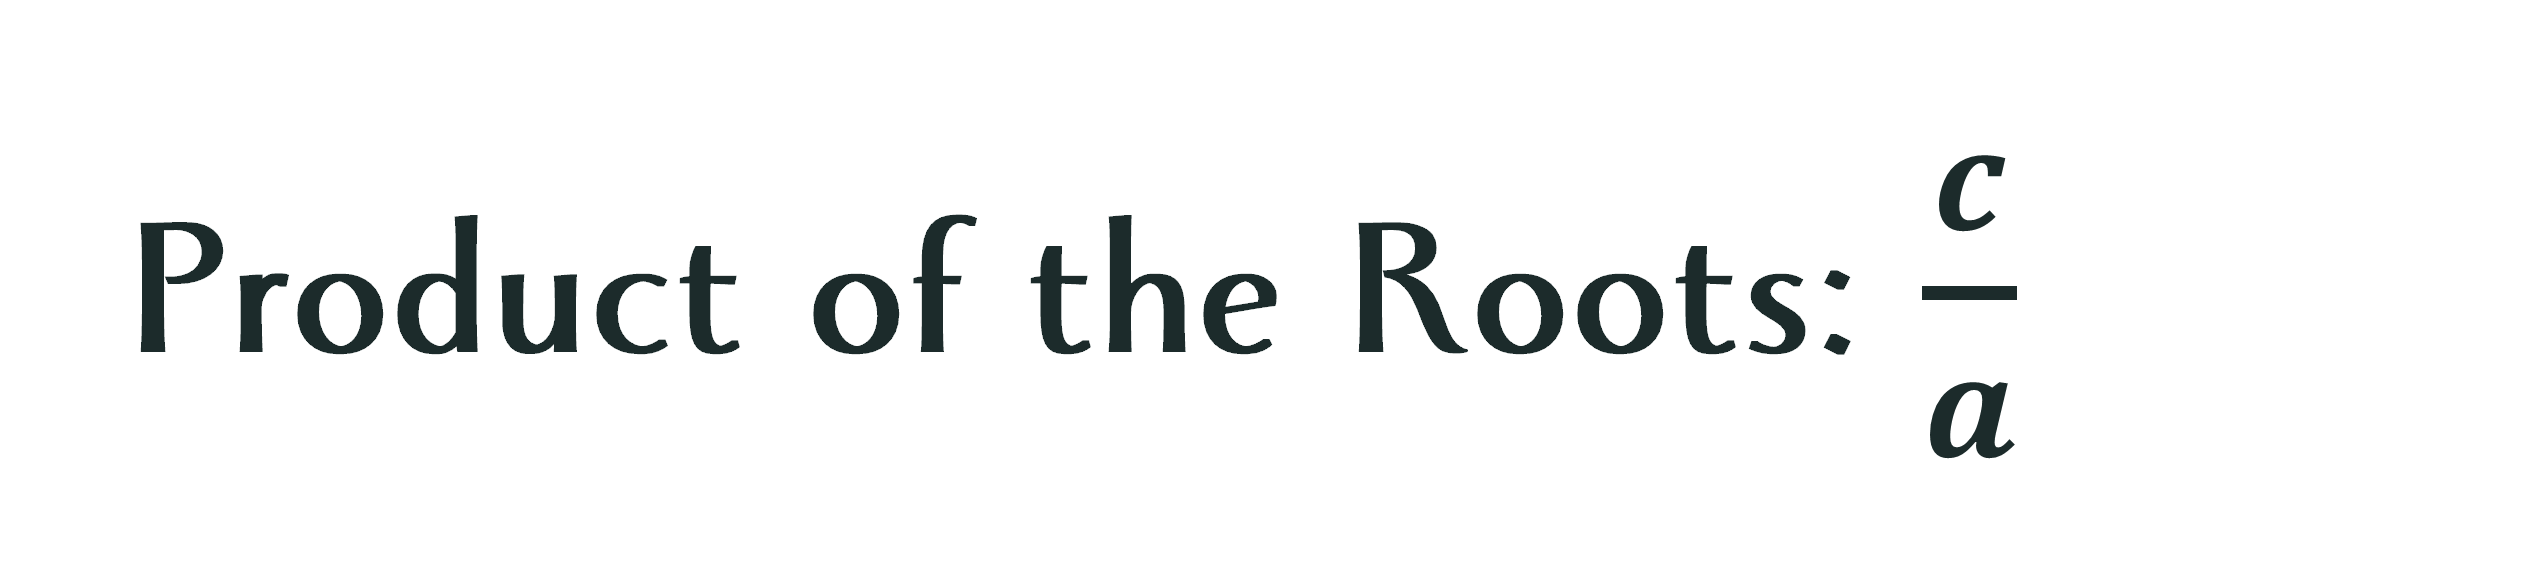 Product of the Roots: c/a